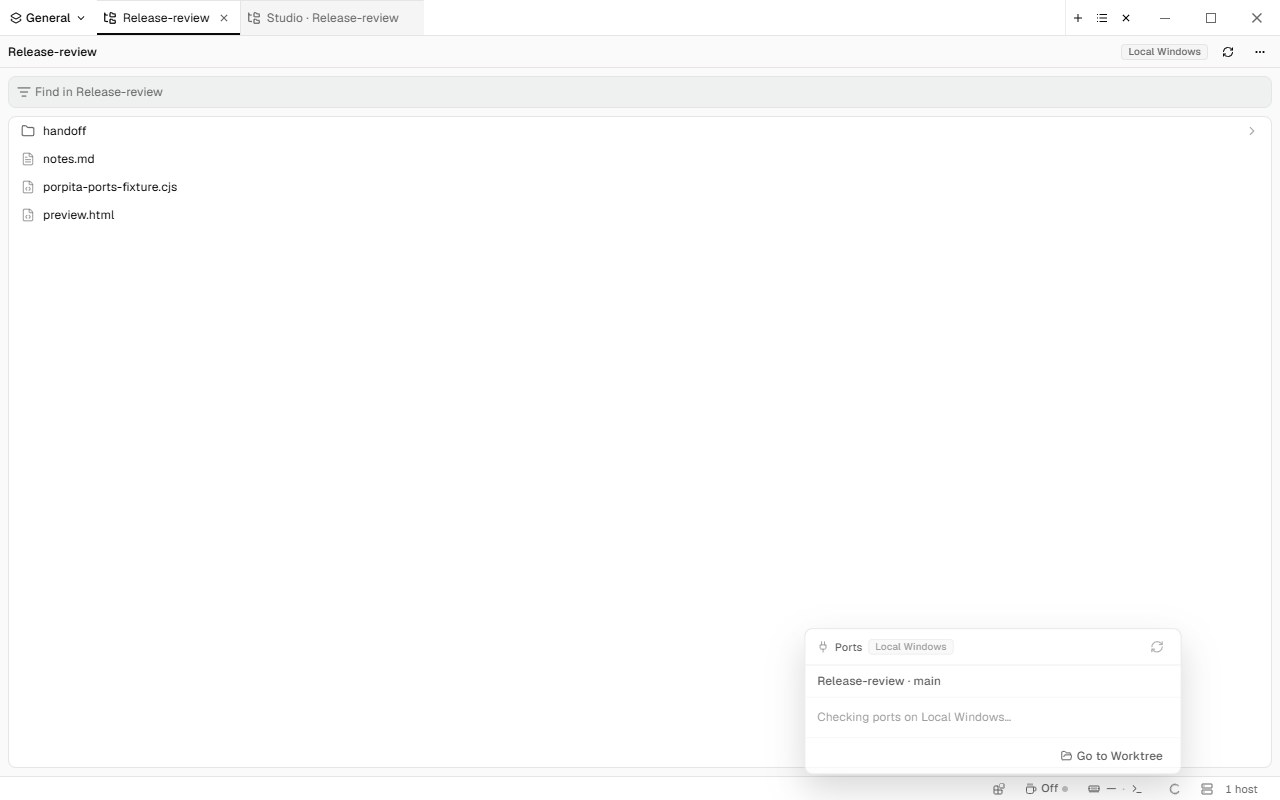 General
Release-review
Studio · Release-review
Release-review
Local Windows
Find in Release-review
handoff
notes.md
porpita-ports-fixture.cjs
preview.html
Ports
Local Windows
Release-review · main
Checking ports on Local Windows…
Go to Worktree
Off
— ·
1 host